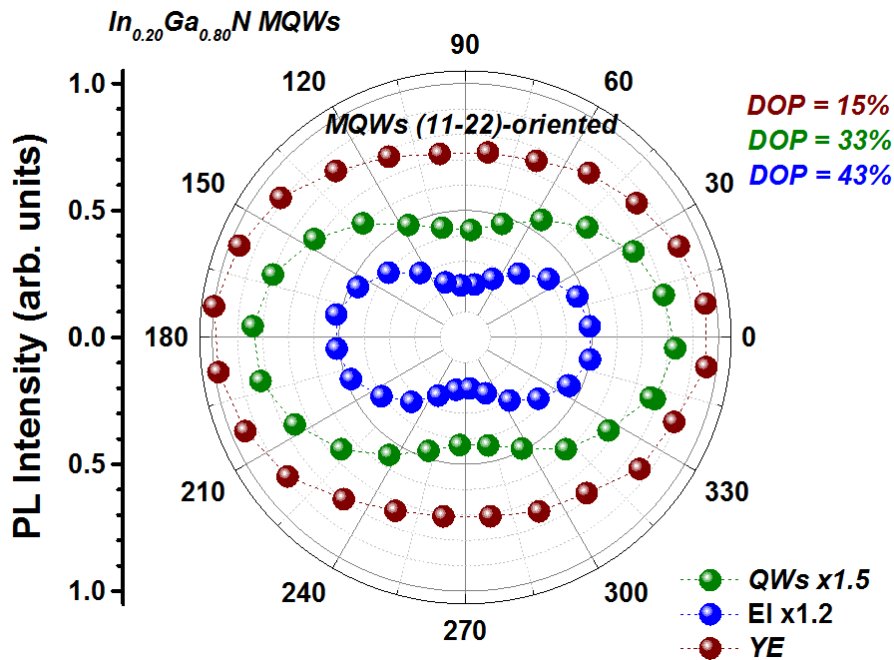 In0.20Ga0.80N MQWs
90
120
60
1.0
MQWs (11-22)-oriented
DOP = 15%
DOP = 33%
DOP = 43%
150
30
0.5
PL Intensity (arb. units)
0.0
180
0
0.5
210
330
1.0
240
300
270
QWs x1.5
EI x1.2
YE